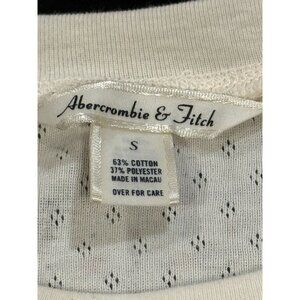 Abercrombie & Fitch
S
63% COTTON
37% POLYESTER
MADE IN MACAU
OVER FOR CARE